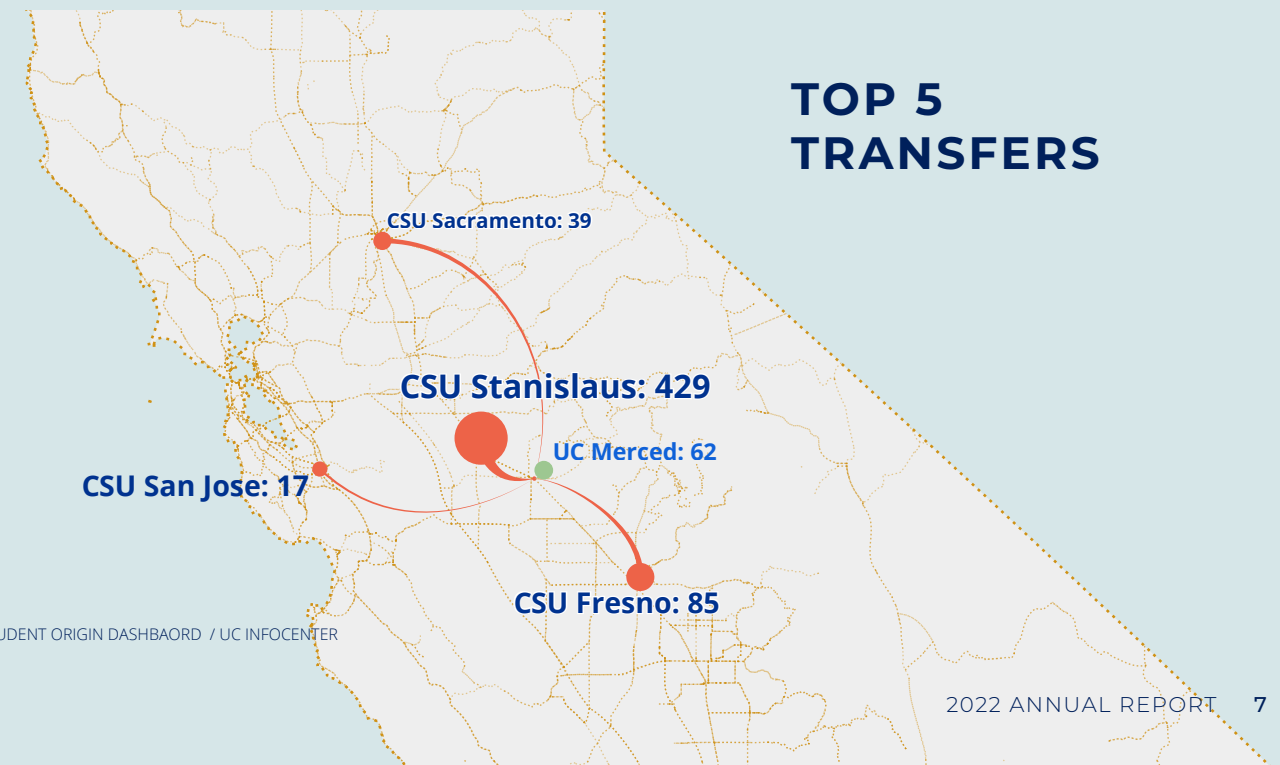 TOP 5
TRANSFERS
CSU Sacramento: 39
CSU Stanislaus: 429
UC Merced: 62
CSU San Jose: 17
CSU Fresno: 85
UDENT ORIGIN DASHBAORD / UC INFOCENTER
2022 ANNUAL REPORT 7